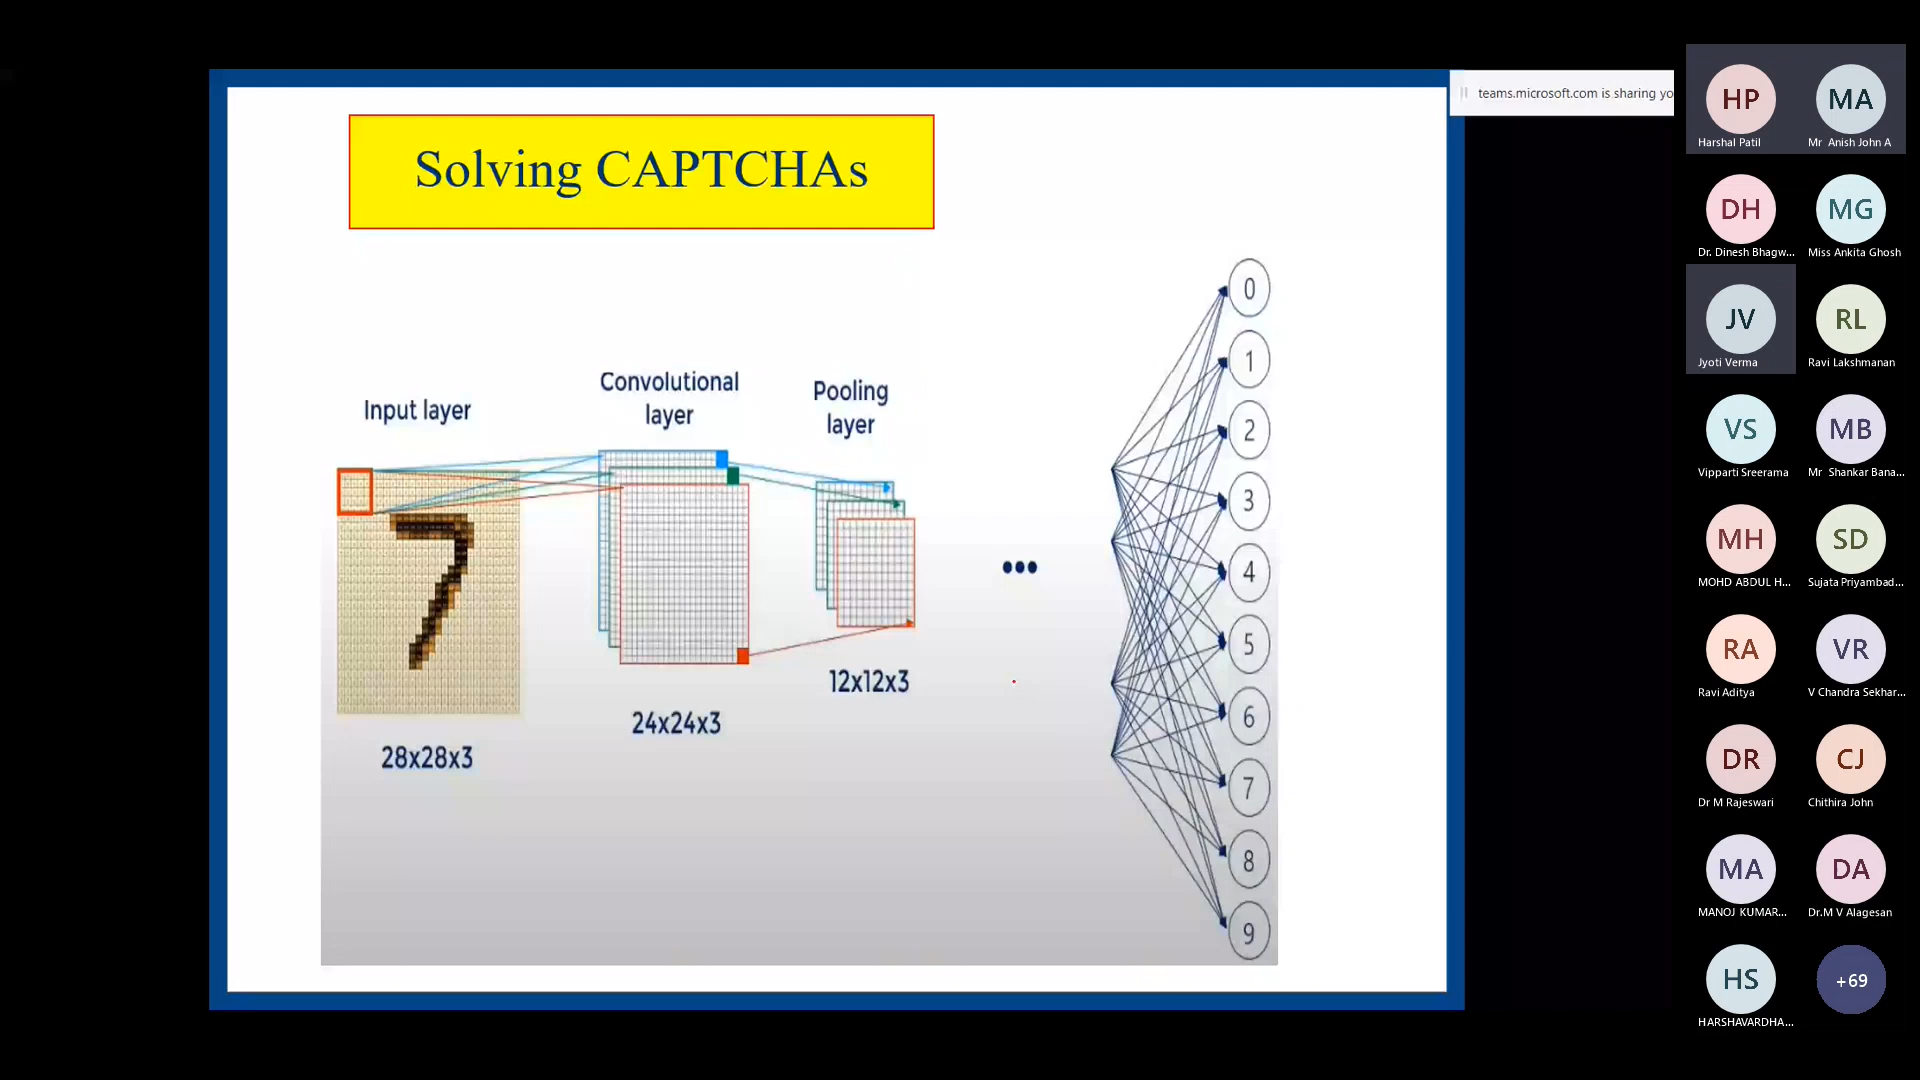 Solving CAPTCHAs
teams.microsoft.com is sharing yo
Input layer
Convolutional
layer
Pooling
layer
28x28x3
24x24x3
12x12x3
0
1
2
3
4
5
6
7
8
9
HP
Harshal Patil
MA
Mr Anish John A
DH
Dr. Dinesh Bhagw...
MG
Miss Ankita Ghosh
JV
Jyoti Verma
RL
Ravi Lakshmanan
VS
Vipparti Sreerama
MB
Mr Shankar Bana...
MH
MOHD ABDUL H...
SD
Sujata Priyambad...
RA
Ravi Aditya
VR
V Chandra Sekhar...
DR
Dr M Rajeswari
CJ
Chithira John
MA
MANOJ KUMAR...
DA
Dr.M V Alagesan
HS
HARSHAVARDHA...
+69